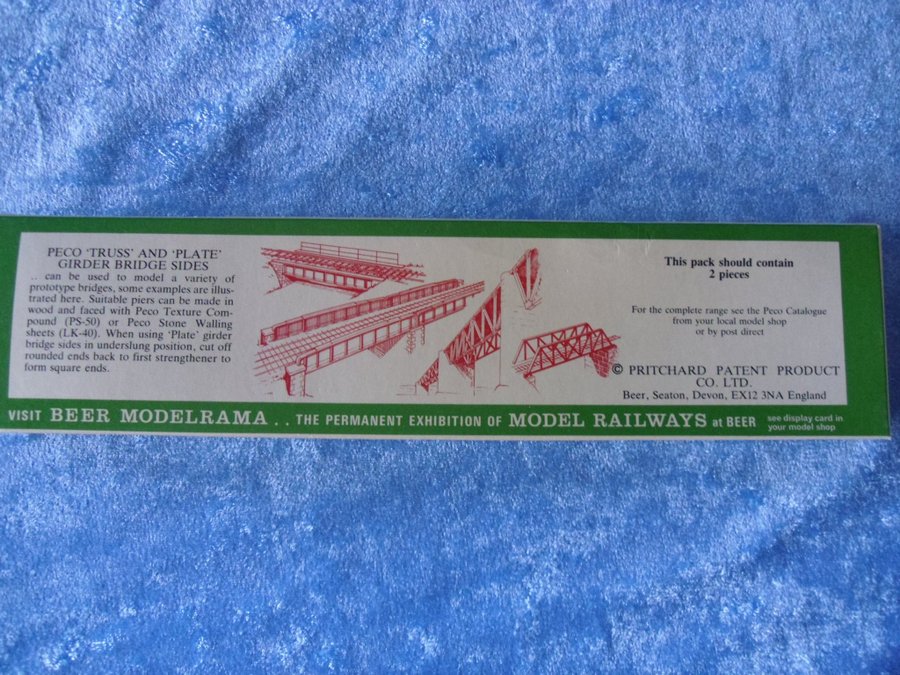 PECO ‘TRUSS’ AND ‘PLATE’
GIRDER BRIDGE SIDES
.. can be used to model a variety of
prototype bridges, some examples are illus-
trated here. Suitable piers can be made in
wood and faced with Peco Texture Com-
pound (PS-50) or Peco Stone Walling
sheets (LK-40). When using ‘Plate’ girder
bridge sides in underslung position, cut off
rounded ends back to first strengthener to
form square ends.
This pack should contain
2 pieces
For the complete range see the Peco Catalogue
from your local model shop
or by post direct
© PRITCHARD PATENT PRODUCT
CO. LTD.
Beer, Seaton, Devon, EX12 3NA England
VISIT BEER MODELRAMA . . THE PERMANENT EXHIBITION OF MODEL RAILWAYS at BEER
see display card in
your model shop